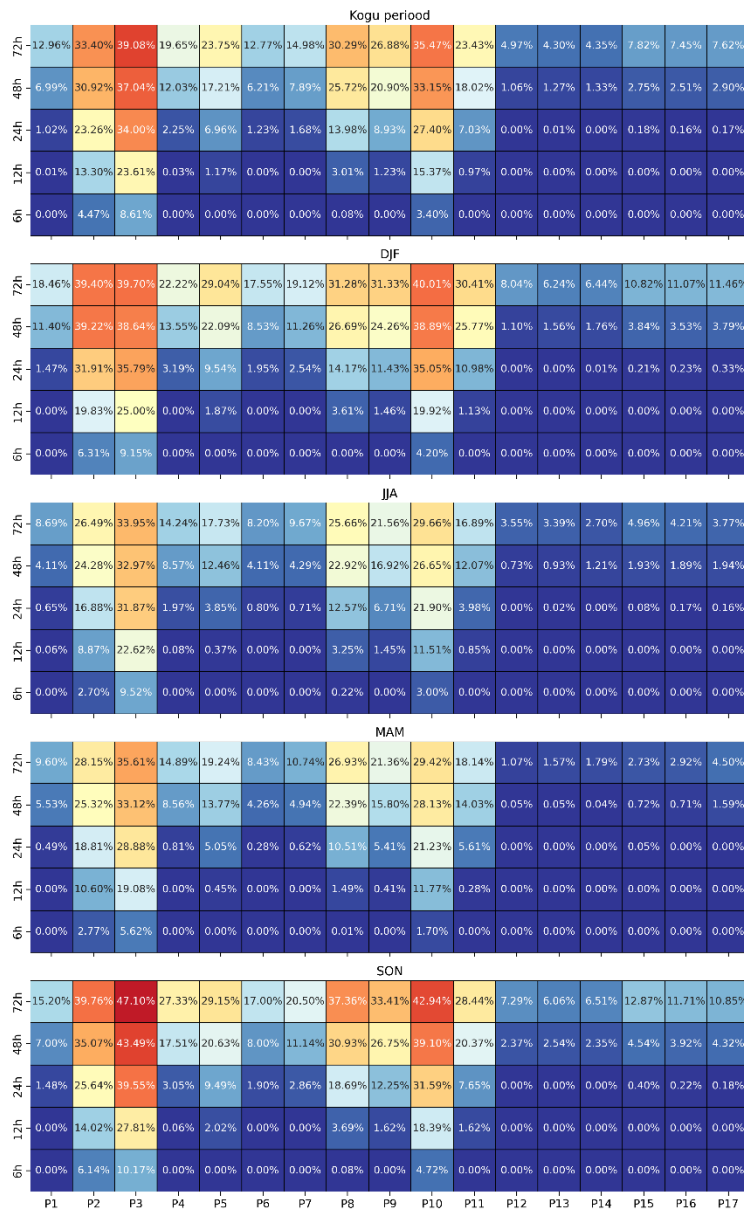 Kogu periood
72h 12.96% 33.40% 39.08% 19.65% 23.75% 12.77% 14.98% 30.29% 26.88% 35.47% 23.43% 4.97% 4.30% 4.35% 7.82% 7.45% 7.62%
48h 6.99% 30.92% 37.04% 12.03% 17.21% 6.21% 7.89% 25.72% 20.90% 33.15% 18.02% 1.06% 1.27% 1.33% 2.75% 2.51% 2.90%
24h 1.02% 23.26% 34.00% 2.25% 6.96% 1.23% 1.68% 13.98% 8.93% 27.40% 7.03% 0.00% 0.01% 0.00% 0.18% 0.16% 0.17%
12h 0.01% 13.30% 23.61% 0.03% 1.17% 0.00% 0.00% 3.01% 1.23% 15.37% 0.97% 0.00% 0.00% 0.00% 0.00% 0.00% 0.00%
6h 0.00% 4.47% 8.61% 0.00% 0.00% 0.00% 0.00% 0.08% 0.00% 3.40% 0.00% 0.00% 0.00% 0.00% 0.00% 0.00% 0.00%
DJF
72h 18.46% 39.40% 39.70% 22.22% 29.04% 17.55% 19.12% 31.28% 31.33% 40.01% 30.41% 8.04% 6.24% 6.44% 10.82% 11.07% 11.46%
48h 11.40% 39.22% 38.64% 13.55% 22.09% 8.53% 11.26% 26.69% 24.26% 38.89% 25.77% 1.10% 1.56% 1.76% 3.84% 3.53% 3.79%
24h 1.47% 31.91% 35.79% 3.19% 9.54% 1.95% 2.54% 14.17% 11.43% 35.05% 10.98% 0.00% 0.00% 0.01% 0.21% 0.23% 0.33%
12h 0.00% 19.83% 25.00% 0.00% 1.87% 0.00% 0.00% 3.61% 1.46% 19.92% 1.13% 0.00% 0.00% 0.00% 0.00% 0.00% 0.00%
6h 0.00% 6.31% 9.15% 0.00% 0.00% 0.00% 0.00% 0.00% 0.00% 4.20% 0.00% 0.00% 0.00% 0.00% 0.00% 0.00% 0.00%
JJA
72h 8.69% 26.49% 33.95% 14.24% 17.73% 8.20% 9.67% 25.66% 21.56% 29.66% 16.89% 3.55% 3.39% 2.70% 4.96% 4.21% 3.77%
48h 4.11% 24.28% 32.97% 8.57% 12.46% 4.11% 4.29% 22.92% 16.92% 26.65% 12.07% 0.73% 0.93% 1.21% 1.93% 1.89% 1.94%
24h 0.65% 16.88% 31.87% 1.97% 3.85% 0.80% 0.71% 12.57% 6.71% 21.90% 3.98% 0.00% 0.02% 0.00% 0.08% 0.17% 0.16%
12h 0.06% 8.87% 22.62% 0.08% 0.37% 0.00% 0.00% 3.25% 1.45% 11.51% 0.85% 0.00% 0.00% 0.00% 0.00% 0.00% 0.00%
6h 0.00% 2.70% 9.52% 0.00% 0.00% 0.00% 0.00% 0.22% 0.00% 3.00% 0.00% 0.00% 0.00% 0.00% 0.00% 0.00% 0.00%
MAM
72h 9.60% 28.15% 35.61% 14.89% 19.24% 8.43% 10.74% 26.93% 21.36% 29.42% 18.14% 1.07% 1.57% 1.79% 2.73% 2.92% 4.50%
48h 5.53% 25.32% 33.12% 8.56% 13.77% 4.26% 4.94% 22.39% 15.80% 28.13% 14.03% 0.05% 0.05% 0.04% 0.72% 0.71% 1.59%
24h 0.49% 18.81% 28.88% 0.81% 5.05% 0.28% 0.62% 10.51% 5.41% 21.23% 5.61% 0.00% 0.00% 0.00% 0.05% 0.00% 0.00%
12h 0.00% 10.60% 19.08% 0.00% 0.45% 0.00% 0.00% 1.49% 0.41% 11.77% 0.28% 0.00% 0.00% 0.00% 0.00% 0.00% 0.00%
6h 0.00% 2.77% 5.62% 0.00% 0.00% 0.00% 0.00% 0.01% 0.00% 1.70% 0.00% 0.00% 0.00% 0.00% 0.00% 0.00% 0.00%
SON
72h 15.20% 39.76% 47.10% 27.33% 29.15% 17.00% 20.50% 37.36% 33.41% 42.94% 28.44% 7.29% 6.06% 6.51% 12.87% 11.71% 10.85%
48h 7.00% 35.07% 43.49% 17.51% 20.63% 8.00% 11.14% 30.93% 26.75% 39.10% 20.37% 2.37% 2.54% 2.35% 4.54% 3.92% 4.32%
24h 1.48% 25.64% 39.55% 3.05% 9.49% 1.90% 2.86% 18.69% 12.25% 31.59% 7.65% 0.00% 0.00% 0.00% 0.40% 0.22% 0.18%
12h 0.00% 14.02% 27.81% 0.06% 2.02% 0.00% 0.00% 3.69% 1.62% 18.39% 1.62% 0.00% 0.00% 0.00% 0.00% 0.00% 0.00%
6h 0.00% 6.14% 10.17% 0.00% 0.00% 0.00% 0.00% 0.08% 0.00% 4.72% 0.00% 0.00% 0.00% 0.00% 0.00% 0.00% 0.00%
P1 P2 P3 P4 P5 P6 P7 P8 P9 P10 P11 P12 P13 P14 P15 P16 P17